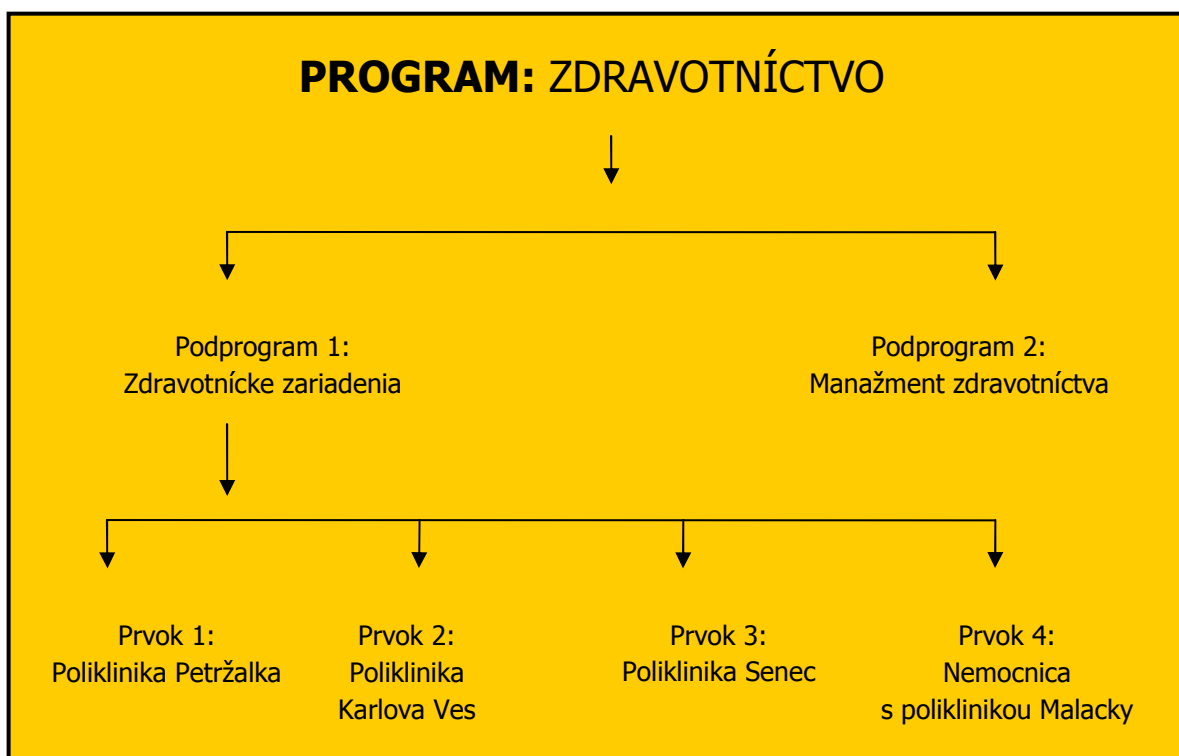 PROGRAM: ZDRAVOTNÍCTVO
Podprogram 1:
Zdravotnícke zariadenia
Podprogram 2:
Manažment zdravotníctva
Prvok 1:
Poliklinika Petržalka
Prvok 2:
Poliklinika
Karlova Ves
Prvok 3:
Poliklinika Senec
Prvok 4:
Nemocnica
s poliklinikou Malacky